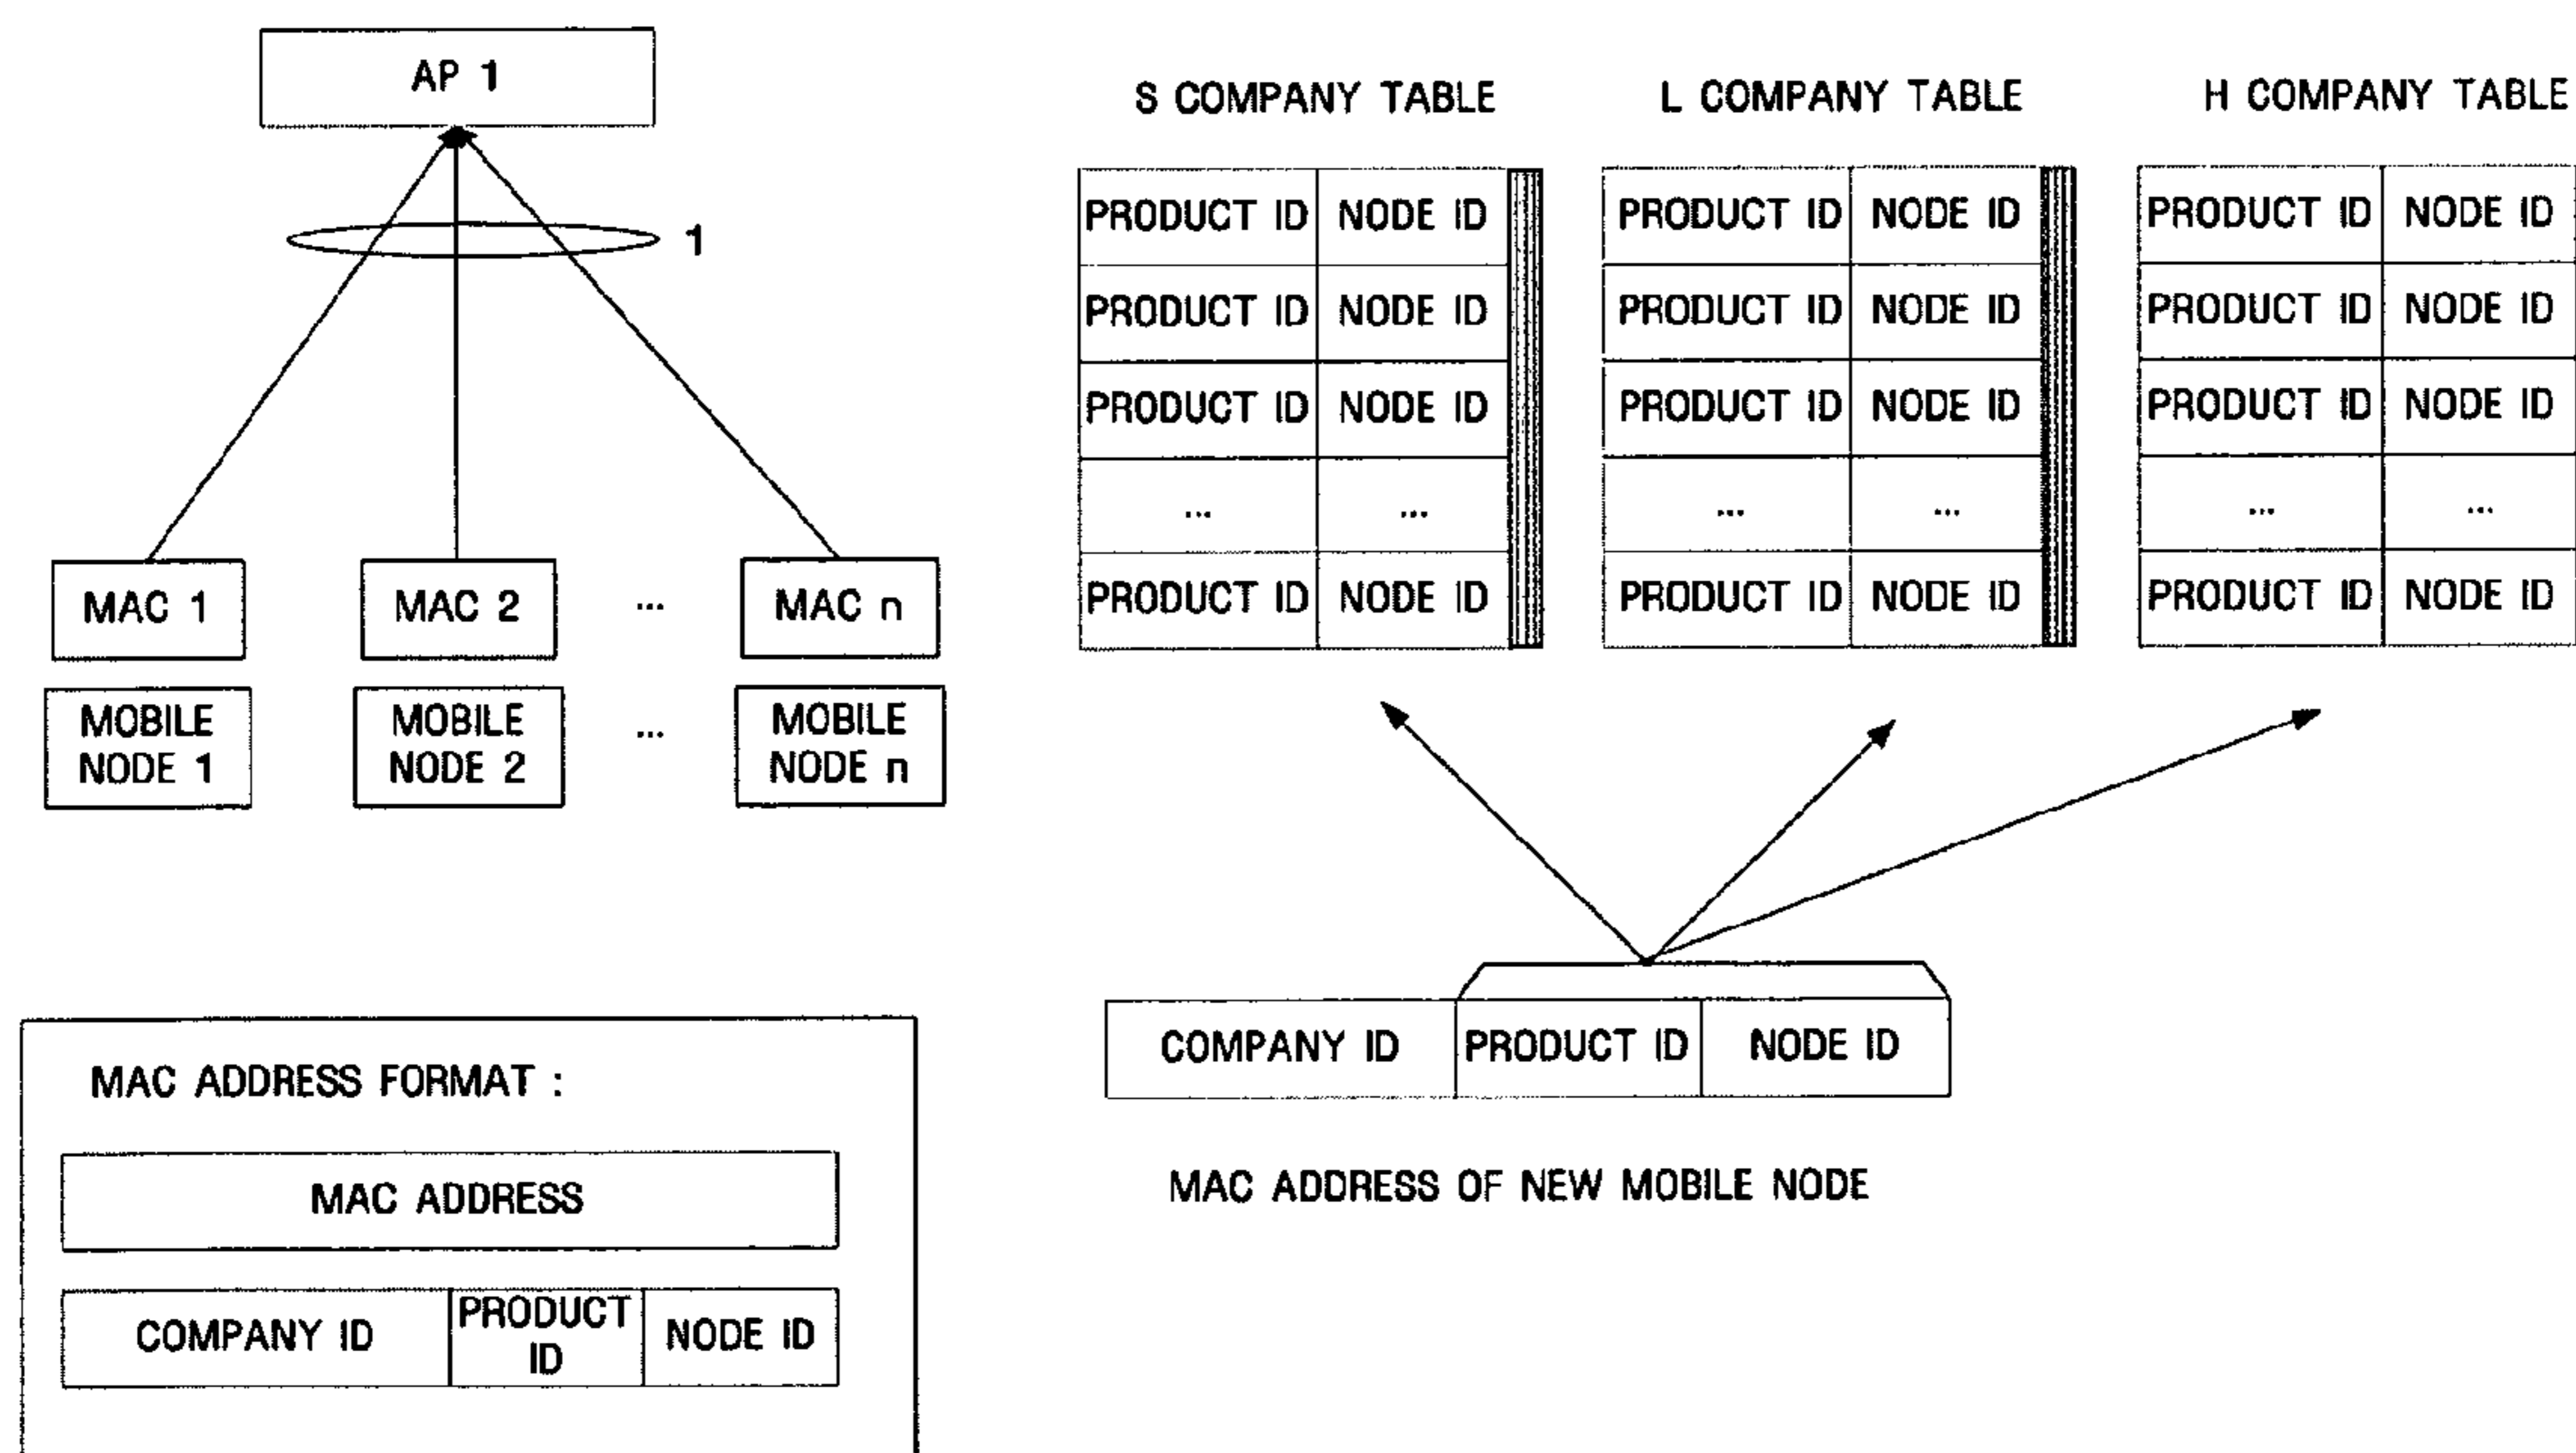 AP 1
1
MAC 1 MAC 2 ... MAC n
MOBILE NODE 1
MOBILE NODE 2
...
MOBILE NODE n
MAC ADDRESS FORMAT :
MAC ADDRESS
COMPANY ID PRODUCT ID NODE ID
S COMPANY TABLE
PRODUCT ID NODE ID
PRODUCT ID NODE ID
PRODUCT ID NODE ID
... ...
PRODUCT ID NODE ID
L COMPANY TABLE
PRODUCT ID NODE ID
PRODUCT ID NODE ID
PRODUCT ID NODE ID
... ...
PRODUCT ID NODE ID
H COMPANY TABLE
PRODUCT ID NODE ID
PRODUCT ID NODE ID
PRODUCT ID NODE ID
... ...
PRODUCT ID NODE ID
COMPANY ID PRODUCT ID NODE ID
MAC ADDRESS OF NEW MOBILE NODE